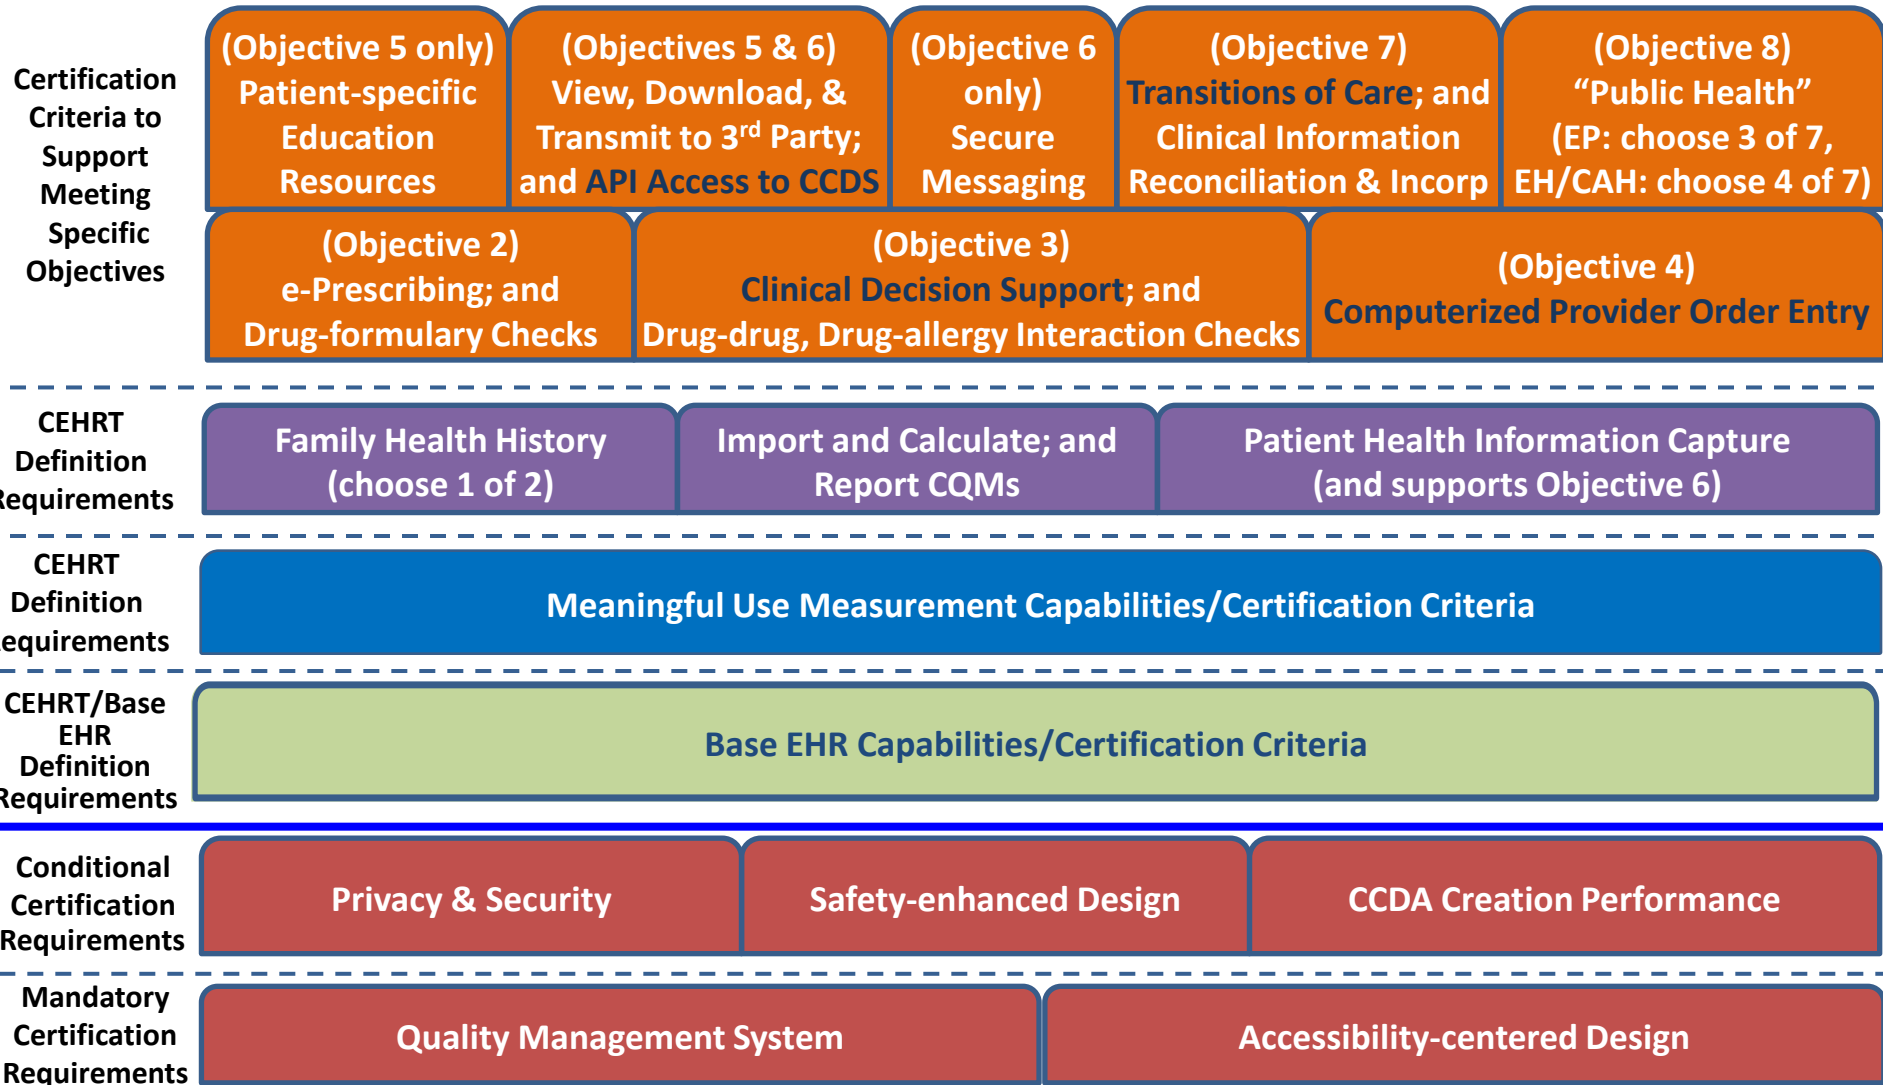 Certification
Criteria to
Support
Meeting
Specific
Objectives
(Objective 5 only)
Patient-specific
Education
Resources
(Objectives 5 & 6)
View, Download, &
Transmit to 3rd Party;
and API Access to CCDS
(Objective 6
only)
Secure
Messaging
(Objective 7)
Transitions of Care; and
Clinical Information
Reconciliation & Incorp
(Objective 8)
“Public Health”
(EP: choose 3 of 7,
EH/CAH: choose 4 of 7)
(Objective 2)
e-Prescribing; and
Drug-formulary Checks
(Objective 3)
Clinical Decision Support; and
Drug-drug, Drug-allergy Interaction Checks
(Objective 4)
Computerized Provider Order Entry
CEHRT
Definition
Requirements
Family Health History
(choose 1 of 2)
Import and Calculate; and
Report CQMs
Patient Health Information Capture
(and supports Objective 6)
CEHRT
Definition
Requirements
Meaningful Use Measurement Capabilities/Certification Criteria
CEHRT/Base
EHR
Definition
Requirements
Base EHR Capabilities/Certification Criteria
Conditional
Certification
Requirements
Privacy & Security
Safety-enhanced Design
CCDA Creation Performance
Mandatory
Certification
Requirements
Quality Management System
Accessibility-centered Design